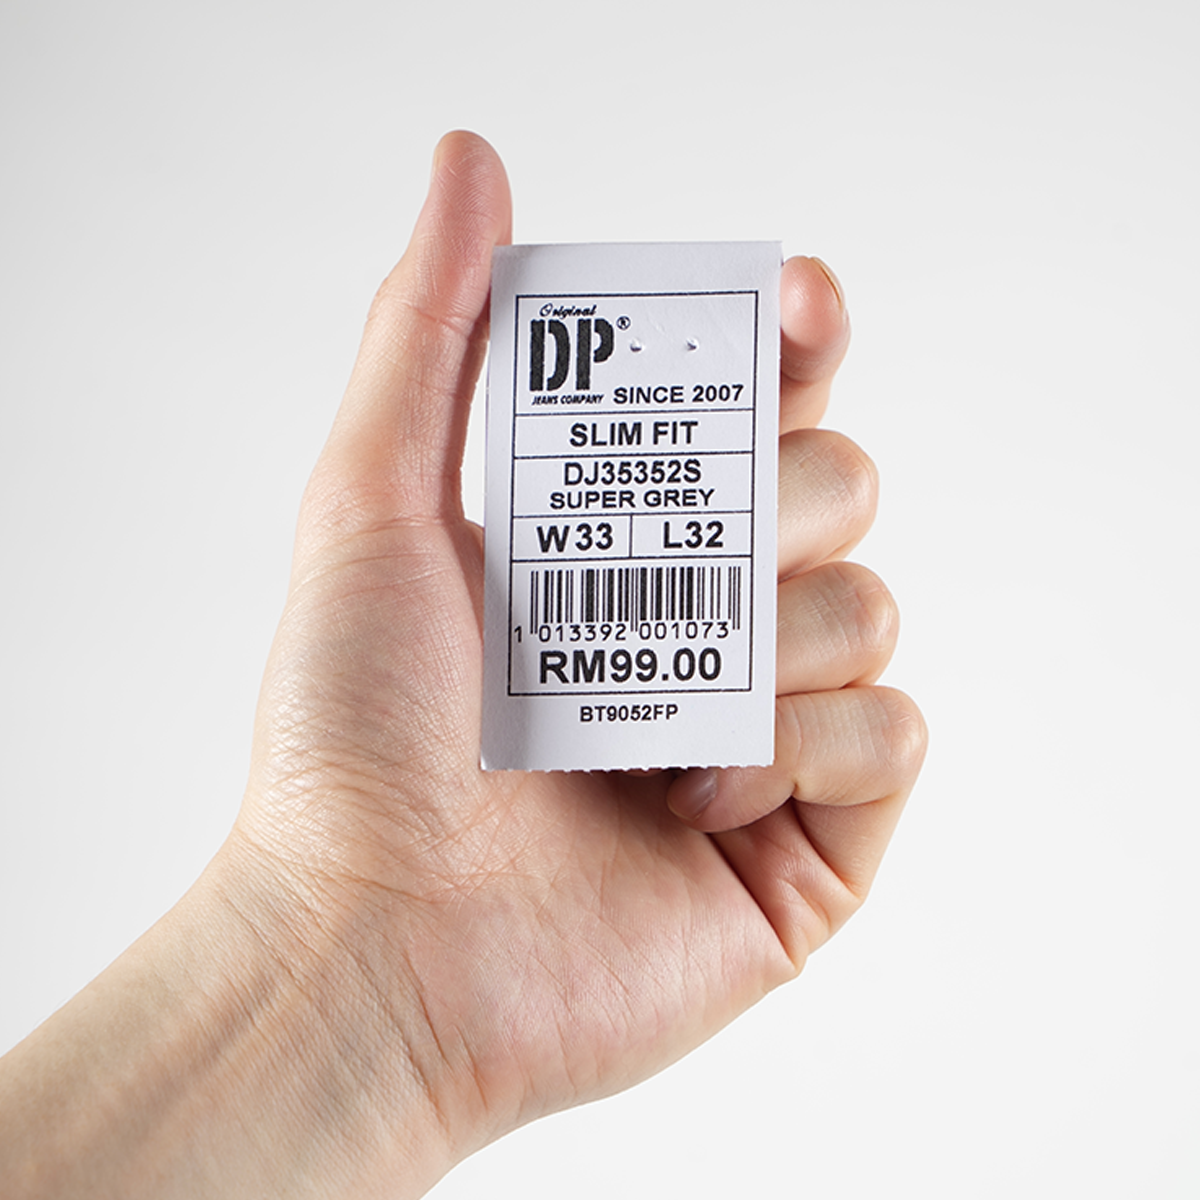 Original
DP®
JEANS COMPANY SINCE 2007
SLIM FIT
DJ35352S
SUPER GREY
W33 L32
1 013392 001073
RM99.00
BT9052FP